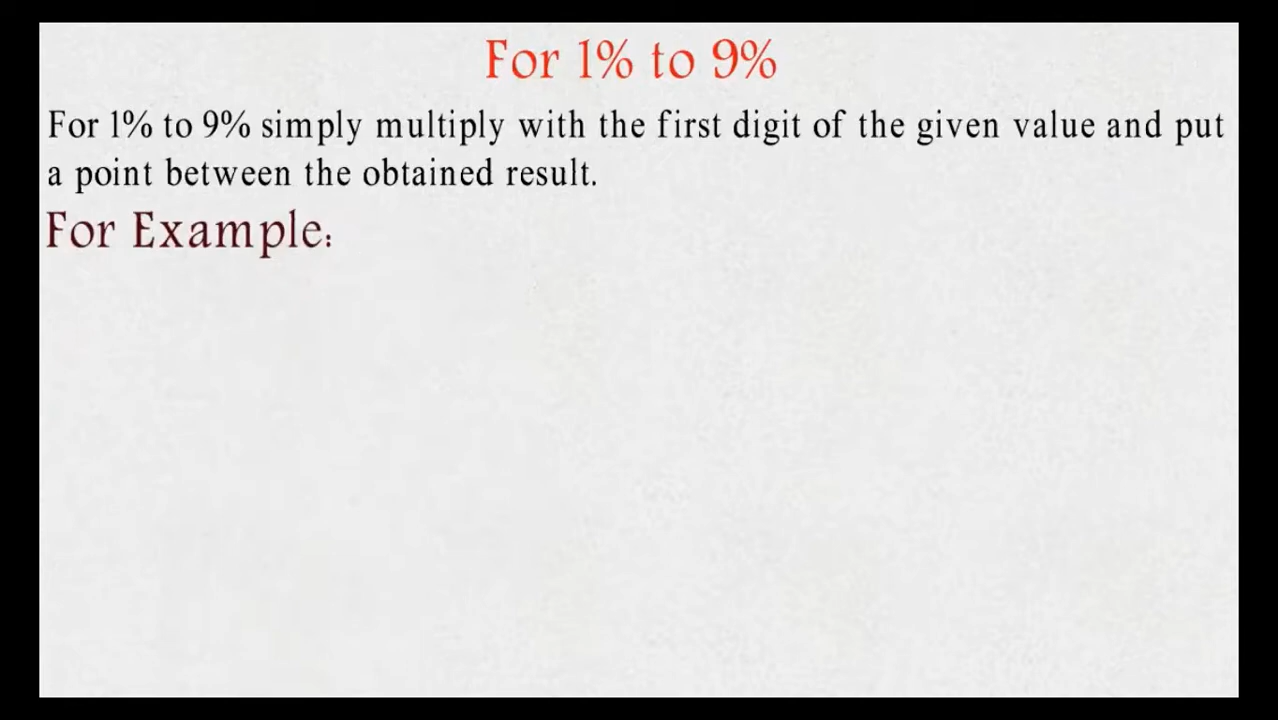 For 1% to 9%
For 1% to 9% simply multiply with the first digit of the given value and put
a point between the obtained result.
For Example: